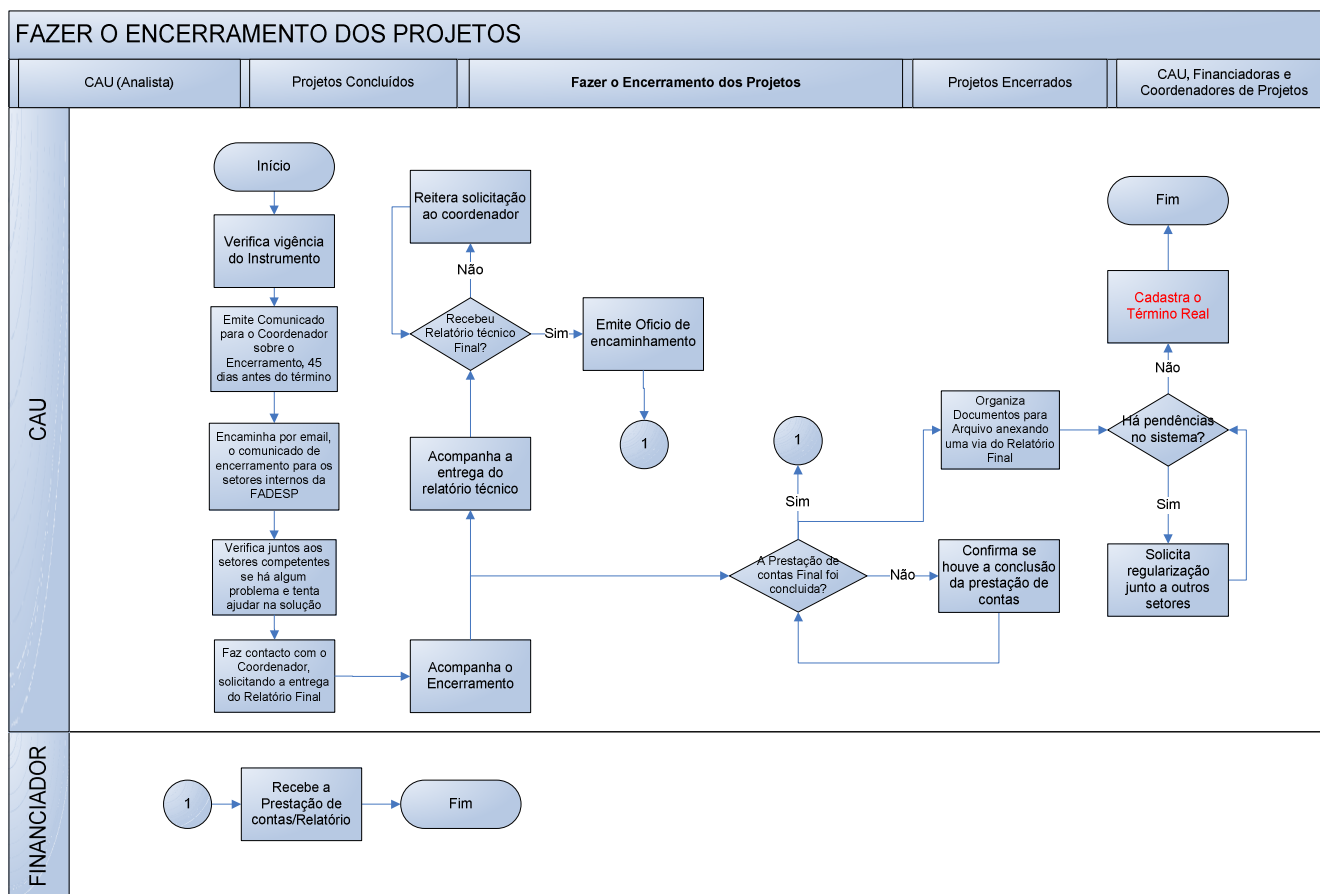 FAZER O ENCERRAMENTO DOS PROJETOS
CAU (Analista)
Projetos Concluídos
Fazer o Encerramento dos Projetos
Projetos Encerrados
CAU, Financiadoras e
Coordenadores de Projetos
CAU
Início
Verifica vigência
do Instrumento
Emite Comunicado
para o Coordenador
sobre o
Encerramento, 45
dias antes do término
Encaminha por email,
o comunicado de
encerramento para os
setores internos da
FADESP
Verifica juntos aos
setores competentes
se há algum
problema e tenta
ajudar na solução
Faz contacto com o
Coordenador,
solicitando a entrega
do Relatório Final
Reitera solicitação
ao coordenador
Não
Recebeu
Relatório técnico
Final?
Sim
Emite Oficio de
encaminhamento
1
Acompanha a
entrega do
relatório técnico
Acompanha o
Encerramento
1
Sim
A Prestação de
contas Final foi
concluida?
Não
Confirma se
houve a conclusão
da prestação de
contas
Organiza
Documentos para
Arquivo anexando
uma via do Relatório
Final
Fim
Cadastra o
Término Real
Não
Há pendências
no sistema?
Sim
Solicita
regularização
junto a outros
setores
FINANCIADOR
1
Recebe a
Prestação de
contas/Relatório
Fim